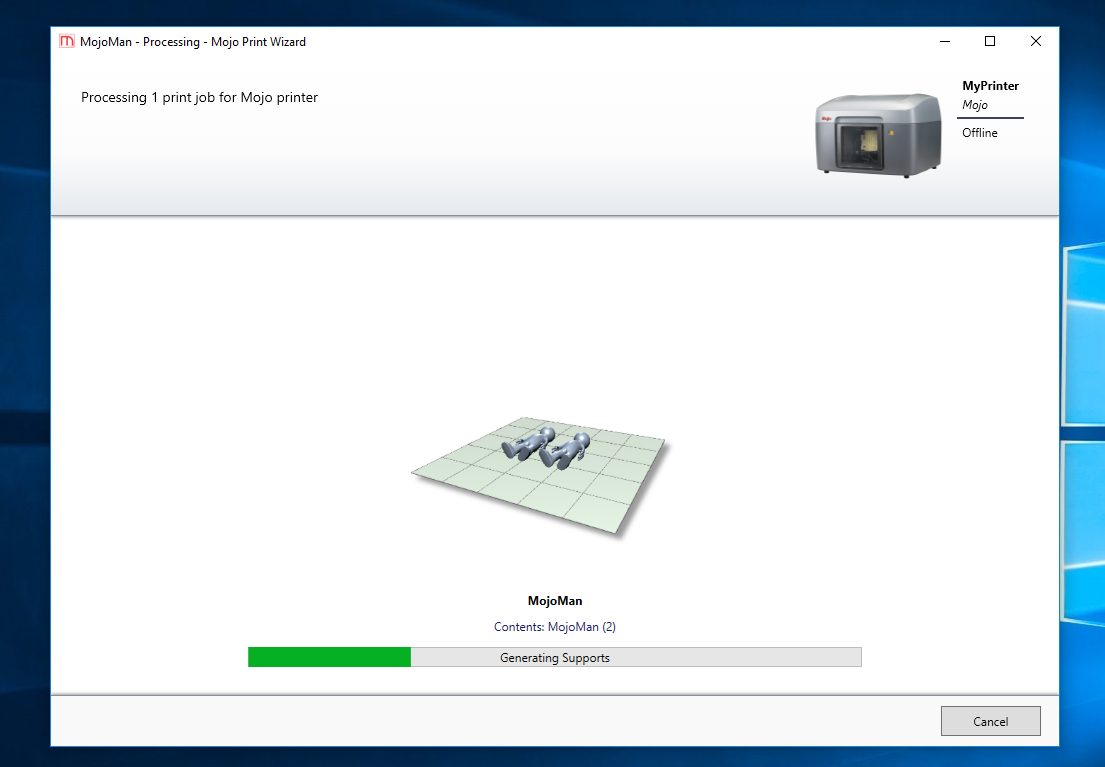 MojoMan - Processing - Mojo Print Wizard
Processing 1 print job for Mojo printer
MyPrinter
Mojo
Offline
Mojo
MojoMan
Contents: MojoMan (2)
Generating Supports
Cancel